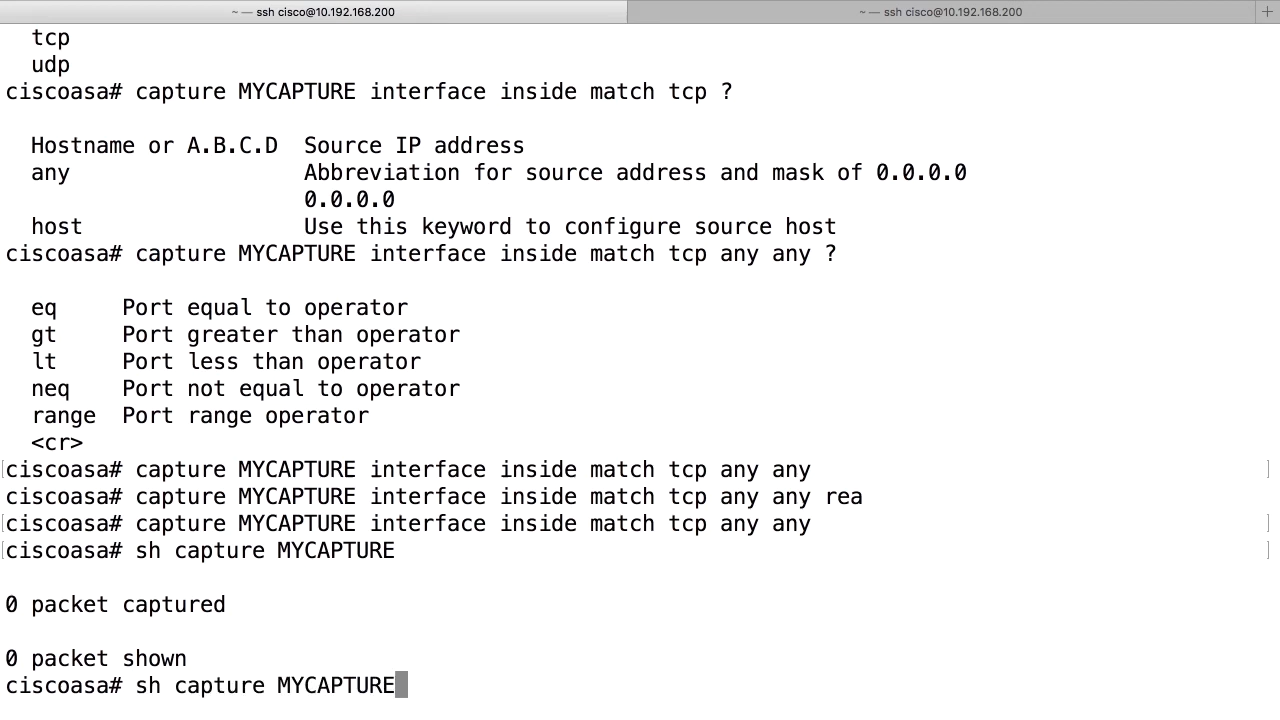 ~ — ssh cisco@10.192.168.200
~ — ssh cisco@10.192.168.200
+
tcp
udp
ciscoasa# capture MYCAPTURE interface inside match tcp ?
Hostname or A.B.C.D  Source IP address
any                  Abbreviation for source address and mask of 0.0.0.0
0.0.0.0
host                 Use this keyword to configure source host
ciscoasa# capture MYCAPTURE interface inside match tcp any any ?
eq     Port equal to operator
gt     Port greater than operator
lt     Port less than operator
neq    Port not equal to operator
range  Port range operator
<cr>
[ciscoasa# capture MYCAPTURE interface inside match tcp any any ]
ciscoasa# capture MYCAPTURE interface inside match tcp any any rea
[ciscoasa# capture MYCAPTURE interface inside match tcp any any ]
[ciscoasa# sh capture MYCAPTURE ]
0 packet captured
0 packet shown
ciscoasa# sh capture MYCAPTURE